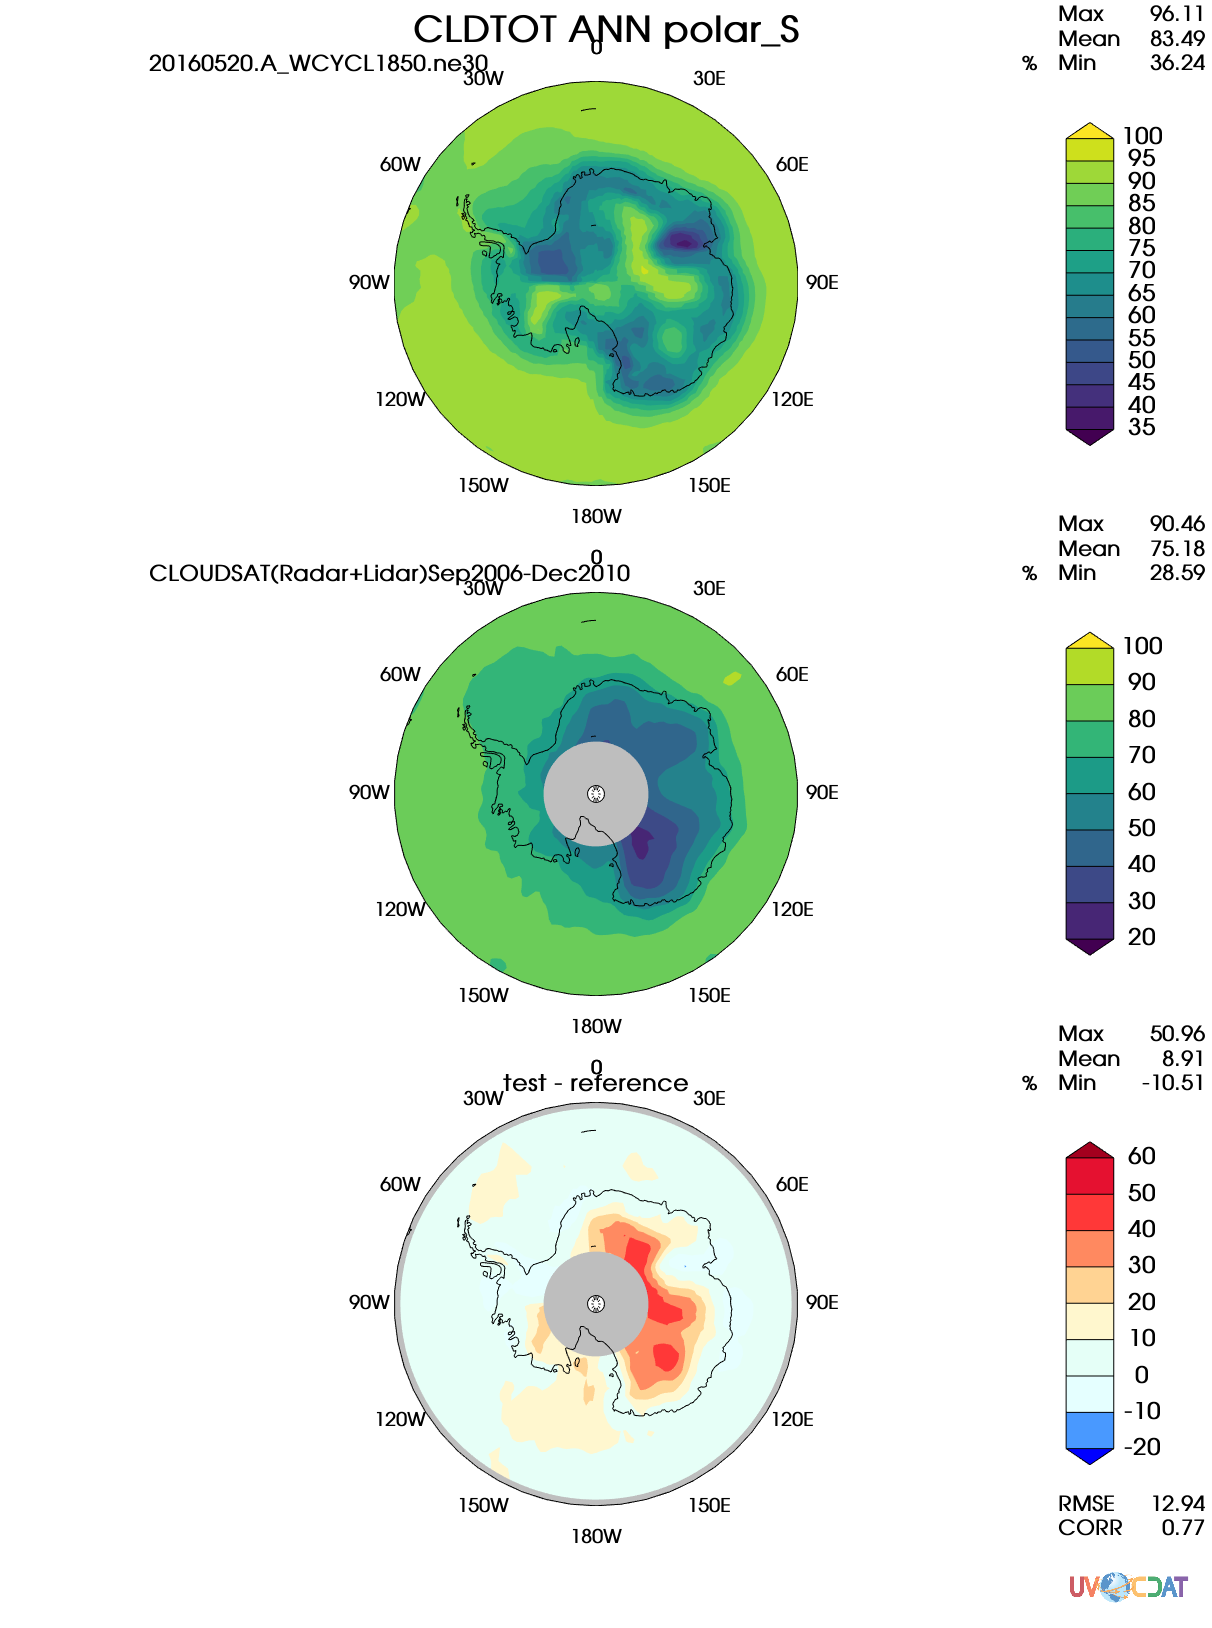 CLDTOT ANN polar_S
Max 96.11
Mean 83.49
% Min 36.24
20160520.A_WCYCL1850.ne30
0
30W 30E
60W 60E
90W 90E
120W 120E
150W 150E
180W
100
95
90
85
80
75
70
65
60
55
50
45
40
35
Max 90.46
Mean 75.18
% Min 28.59
CLOUDSAT(Radar+Lidar)Sep2006-Dec2010
0
30W 30E
60W 60E
90W 90E
120W 120E
150W 150E
180W
100
90
80
70
60
50
40
30
20
Max 50.96
Mean 8.91
% Min -10.51
test - reference
0
30W 30E
60W 60E
90W 90E
120W 120E
150W 150E
180W
60
50
40
30
20
10
0
-10
-20
RMSE 12.94
CORR 0.77
UV CDAT